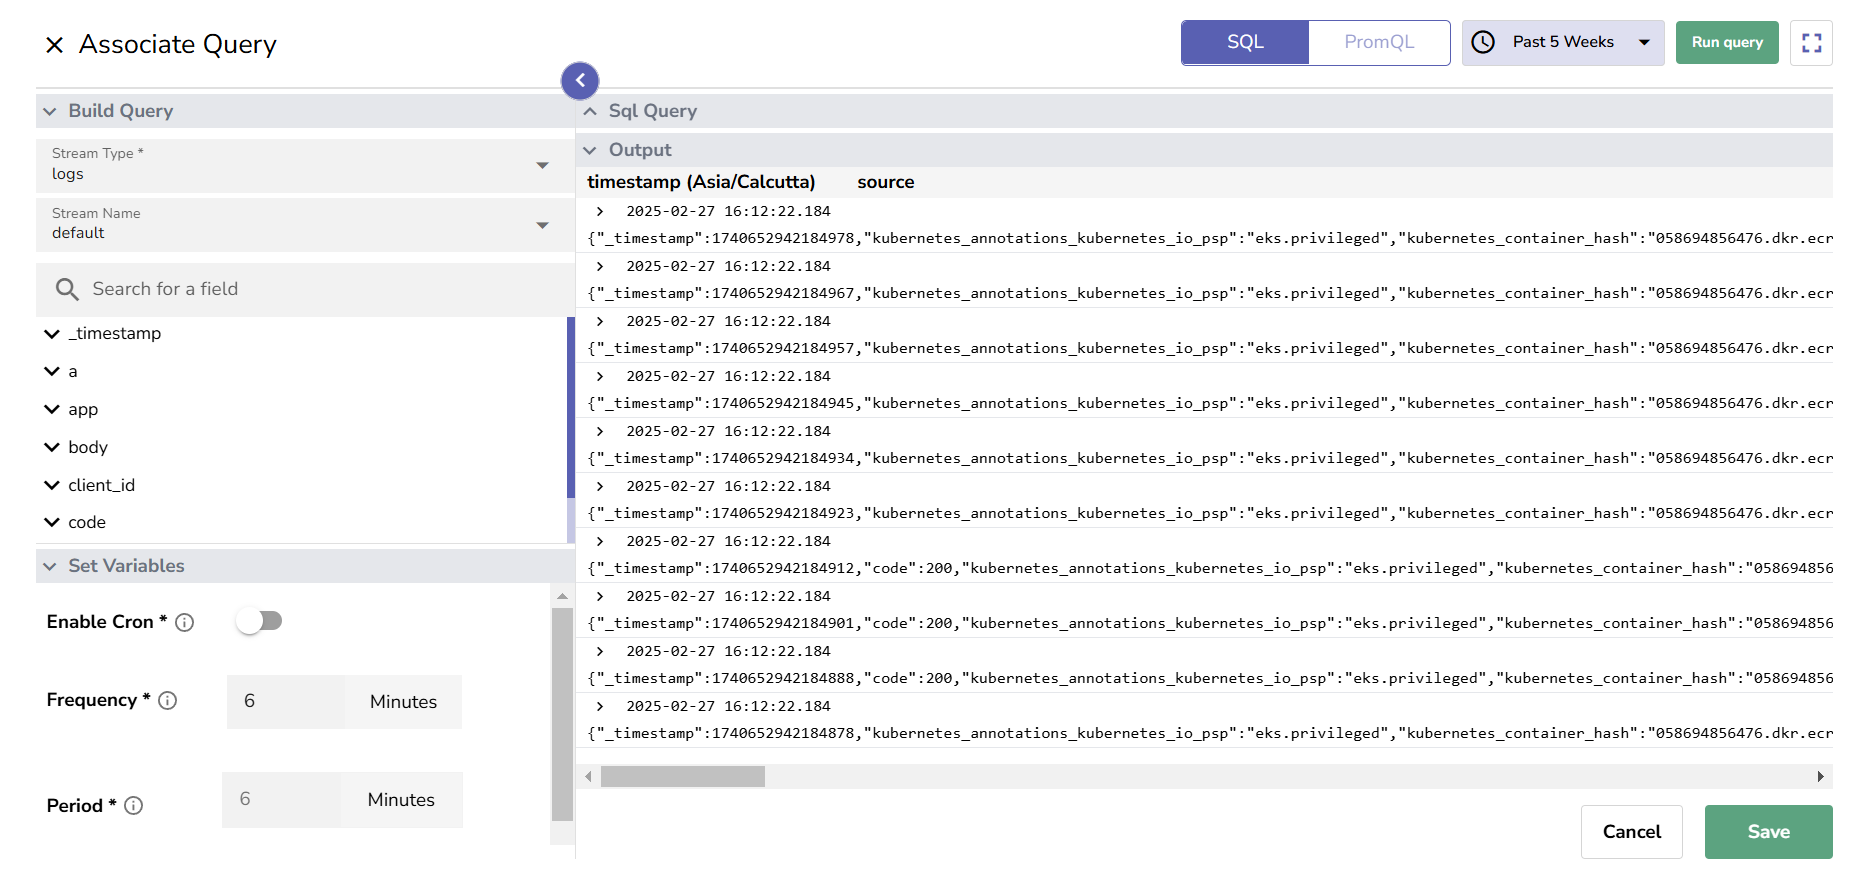 Associate Query
SQL
PromQL
Past 5 Weeks
Run query
Build Query
Stream Type *
logs
Stream Name
default
Search for a field
_timestamp
a
app
body
client_id
code
Set Variables
Enable Cron *
Frequency *
6
Minutes
Period *
6
Minutes
Sql Query
Output
timestamp (Asia/Calcutta) source
2025-02-27 16:12:22.184
{"_timestamp":1740652942184978,"kubernetes_annotations_kubernetes_io_psp":"eks.privileged","kubernetes_container_hash":"058694856476.dkr.ecr
2025-02-27 16:12:22.184
{"_timestamp":1740652942184967,"kubernetes_annotations_kubernetes_io_psp":"eks.privileged","kubernetes_container_hash":"058694856476.dkr.ecr
2025-02-27 16:12:22.184
{"_timestamp":1740652942184957,"kubernetes_annotations_kubernetes_io_psp":"eks.privileged","kubernetes_container_hash":"058694856476.dkr.ecr
2025-02-27 16:12:22.184
{"_timestamp":1740652942184945,"kubernetes_annotations_kubernetes_io_psp":"eks.privileged","kubernetes_container_hash":"058694856476.dkr.ecr
2025-02-27 16:12:22.184
{"_timestamp":1740652942184934,"kubernetes_annotations_kubernetes_io_psp":"eks.privileged","kubernetes_container_hash":"058694856476.dkr.ecr
2025-02-27 16:12:22.184
{"_timestamp":1740652942184923,"kubernetes_annotations_kubernetes_io_psp":"eks.privileged","kubernetes_container_hash":"058694856476.dkr.ecr
2025-02-27 16:12:22.184
{"_timestamp":1740652942184912,"code":200,"kubernetes_annotations_kubernetes_io_psp":"eks.privileged","kubernetes_container_hash":"058694856
2025-02-27 16:12:22.184
{"_timestamp":1740652942184901,"code":200,"kubernetes_annotations_kubernetes_io_psp":"eks.privileged","kubernetes_container_hash":"058694856
2025-02-27 16:12:22.184
{"_timestamp":1740652942184888,"code":200,"kubernetes_annotations_kubernetes_io_psp":"eks.privileged","kubernetes_container_hash":"058694856
2025-02-27 16:12:22.184
{"_timestamp":1740652942184878,"kubernetes_annotations_kubernetes_io_psp":"eks.privileged","kubernetes_container_hash":"058694856476.dkr.ecr
Cancel
Save